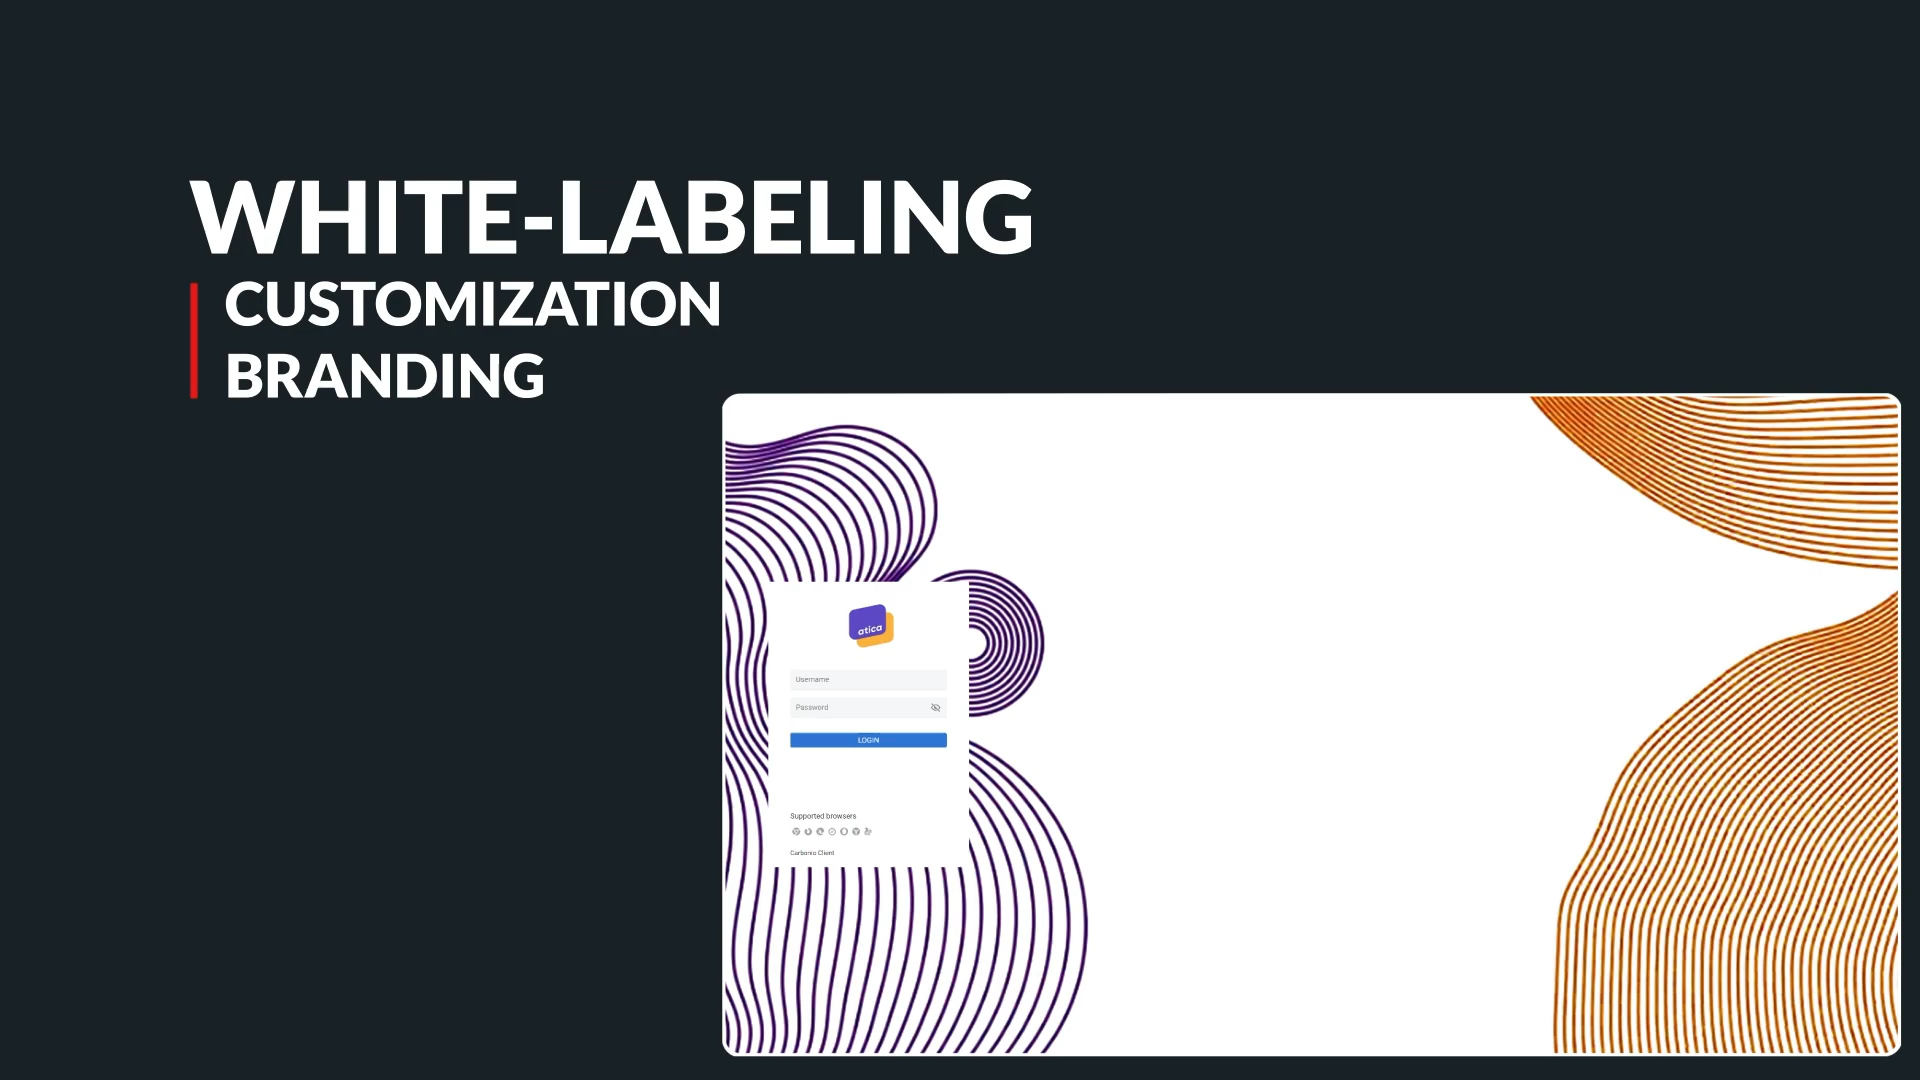 WHITE-LABELING
CUSTOMIZATION
BRANDING
atica
Username
Password
LOGIN
Supported browsers
Carbonio Client